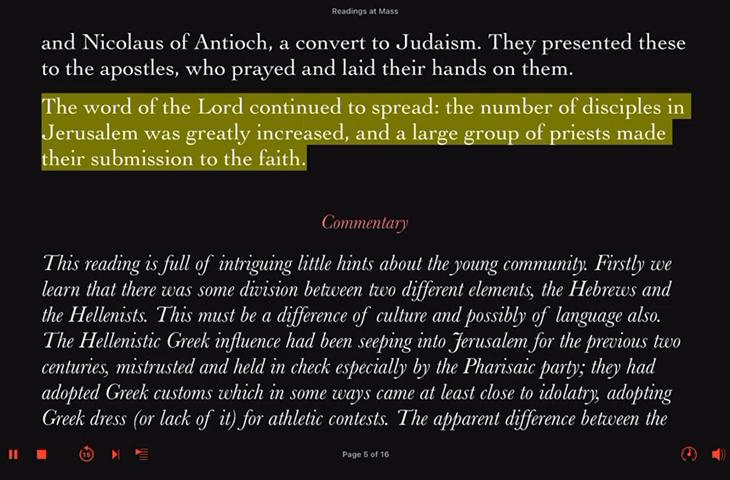 Readings at Mass
and Nicolaus of Antioch, a convert to Judaism. They presented these
to the apostles, who prayed and laid their hands on them.
The word of the Lord continued to spread: the number of disciples in
Jerusalem was greatly increased, and a large group of priests made
their submission to the faith.
Commentary
This reading is full of intriguing little hints about the young community. Firstly we
learn that there was some division between two different elements, the Hebrews and
the Hellenists. This must be a difference of culture and possibly of language also.
The Hellenistic Greek influence had been seeping into Jerusalem for the previous two
centuries, mistrusted and held in check especially by the Pharisaic party; they had
adopted Greek customs which in some ways came at least close to idolatry, adopting
Greek dress (or lack of it) for athletic contests. The apparent difference between the
15
Page 5 of 16